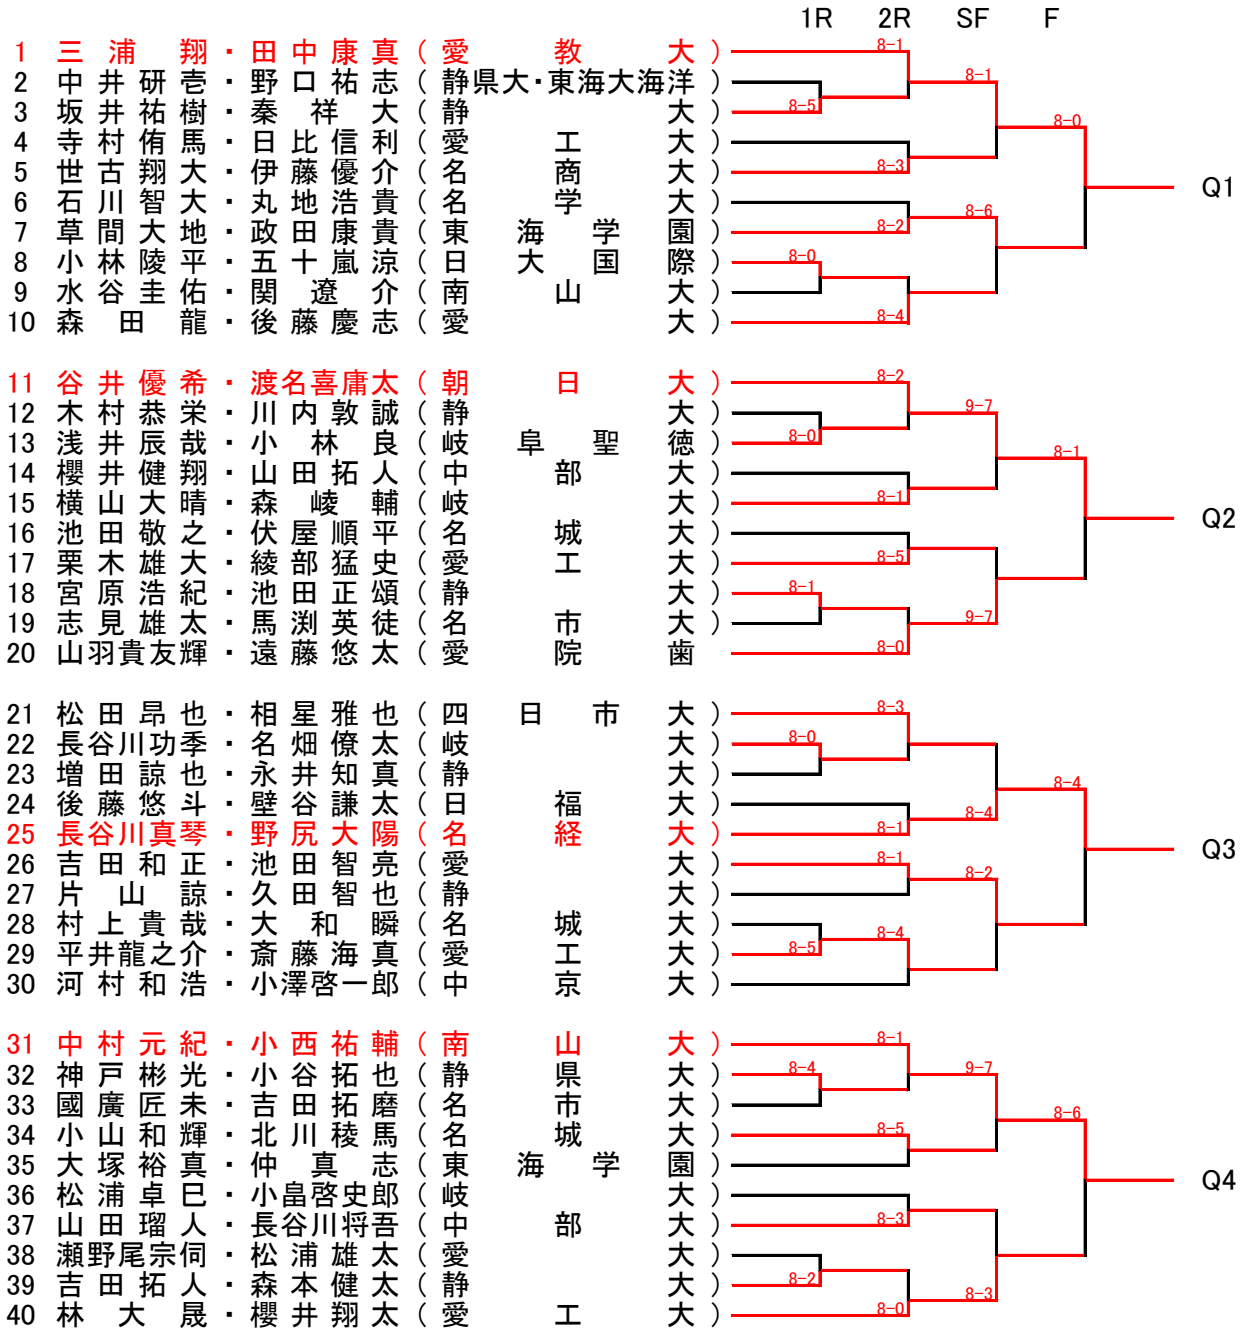 1R 2R SF F
1 三浦 翔・田中康真(愛教大) 8-1
2 中井研壱・野口祐志(静県大・東海大海洋) 8-1
3 坂井祐樹・秦祥大(静大) 8-5
8-0
4 寺村侑馬・日比信利(愛工大)
5 世古翔大・伊藤優介(名商大) 8-3
Q1
6 石川智大・丸地浩貴(名学大) 8-6
7 草間大地・政田康貴(東海学園) 8-2
8 小林陵平・五十嵐涼(日大国際) 8-0
9 水谷圭佑・関遼介(南山大)
10 森田龍・後藤慶志(愛大) 8-4
11 谷井優希・渡名喜庸太(朝日大) 8-2
12 木村恭栄・川内敦誠(静大) 9-7
13 浅井辰哉・小林良(岐阜聖徳) 8-0
8-1
14 櫻井健翔・山田拓人(中部大)
15 横山大晴・森崚輔(岐大) 8-1
Q2
16 池田敬之・伏屋順平(名城大)
17 栗木雄大・綾部猛史(愛工大) 8-5
18 宮原浩紀・池田正頌(静大) 8-1
19 志見雄太・馬渕英徒(名市大) 9-7
20 山羽貴友輝・遠藤悠太(愛院歯 8-0
21 松田昂也・相星雅也(四日市大) 8-3
22 長谷川功季・名畑僚太(岐大) 8-0
23 増田諒也・永井知真(静大)
8-4
24 後藤悠斗・壁谷謙太(日福大) 8-4
25 長谷川真琴・野尻大陽(名経大) 8-1
Q3
26 吉田和正・池田智亮(愛大) 8-1 8-2
27 片山諒・久田智也(静大)
28 村上貴哉・大和瞬(名城大) 8-4
29 平井龍之介・斎藤海真(愛工大) 8-5
30 河村和浩・小澤啓一郎(中京大)
31 中村元紀・小西祐輔(南山大) 8-1
32 神戸彬光・小谷拓也(静県大) 8-4 9-7
33 國廣匠未・吉田拓磨(名市大)
8-6
34 小山和輝・北川稜馬(名城大) 8-5
35 大塚裕真・仲真志(東海学園)
Q4
36 松浦卓巳・小畠啓史郎(岐大)
37 山田瑠人・長谷川将吾(中部大) 8-3
38 瀬野尾宗伺・松浦雄太(愛大)
39 吉田拓人・森本健太(静大) 8-2 8-3
40 林大晟・櫻井翔太(愛工大) 8-0